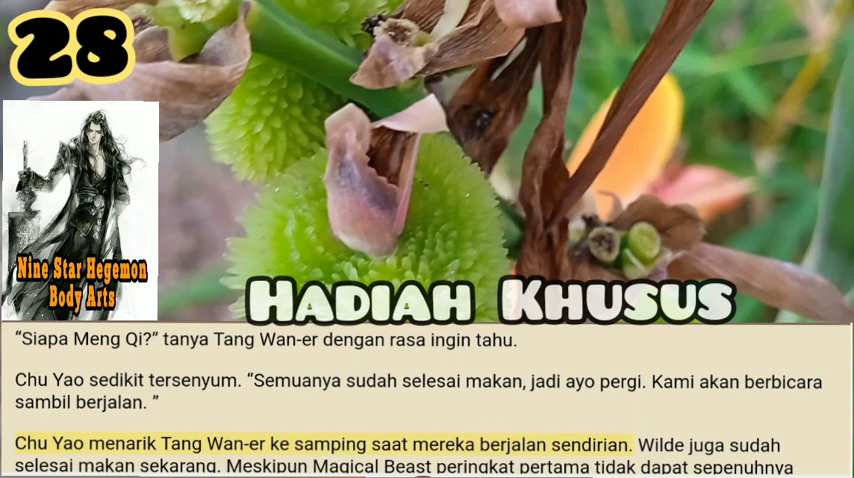 28
Nine Star Hegemon
Body Arts
Hadiah Khusus
“Siapa Meng Qi?” tanya Tang Wan-er dengan rasa ingin tahu.
Chu Yao sedikit tersenyum. “Semuanya sudah selesai makan, jadi ayo pergi. Kami akan berbicara
sambil berjalan. ”
Chu Yao menarik Tang Wan-er ke samping saat mereka berjalan sendirian. Wilde juga sudah
selesai makan sekarang. Meskipun Magical Beast peringkat pertama tidak dapat sepenuhnya